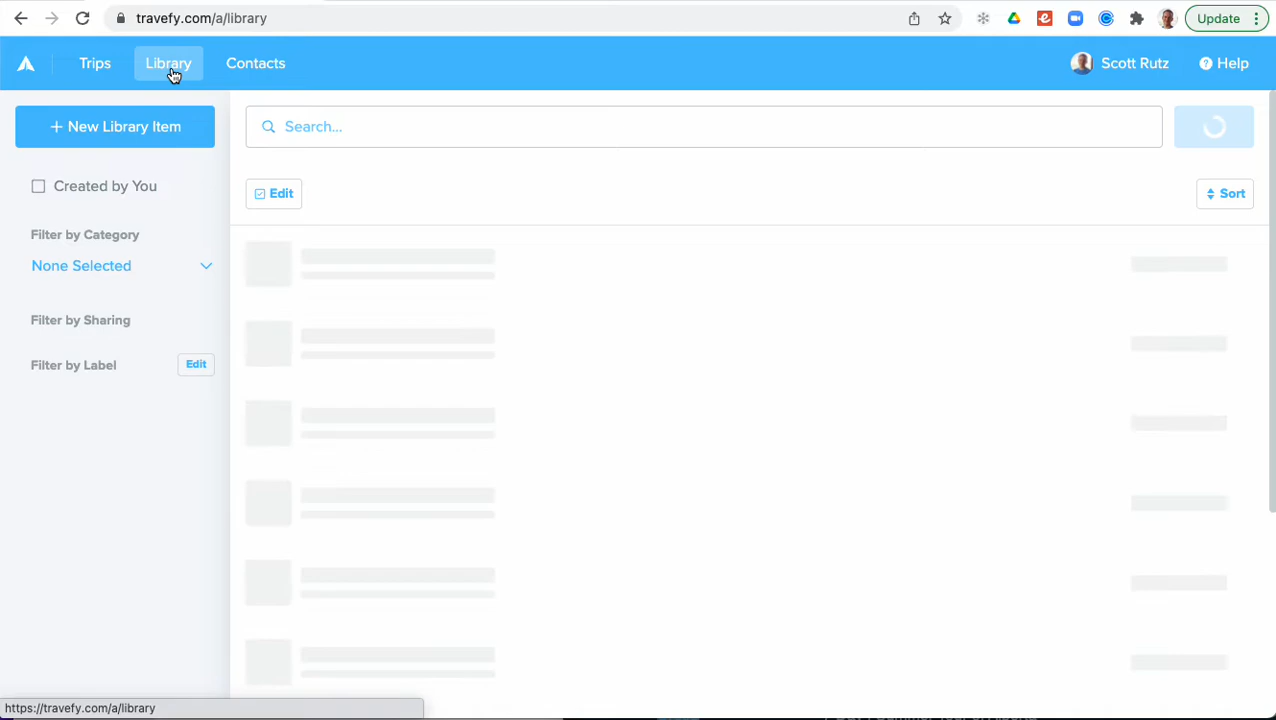 travefy.com/a/library
Update
Trips
Library
Contacts
Scott Rutz
Help
+ New Library Item
Search...
Created by You
Edit
Sort
Filter by Category
None Selected
Filter by Sharing
Filter by Label
Edit
https://travefy.com/a/library